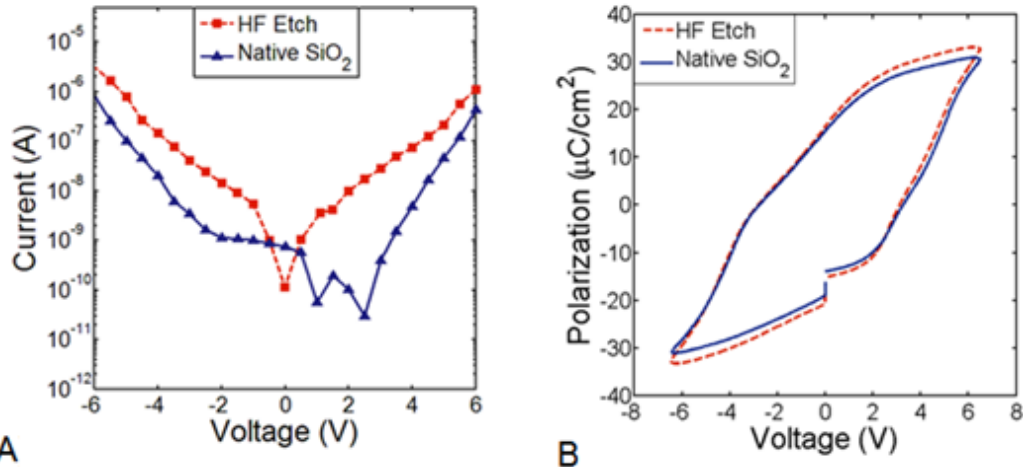 HF Etch
Native SiO₂
10⁻⁵
10⁻⁶
10⁻⁷
10⁻⁸
10⁻⁹
10⁻¹⁰
10⁻¹¹
10⁻¹²
Current (A)
-6 -4 -2 0 2 4 6
Voltage (V)
A
HF Etch
Native SiO₂
40
30
20
10
0
-10
-20
-30
-40
Polarization (μC/cm²)
-8 -6 -4 -2 0 2 4 6 8
Voltage (V)
B